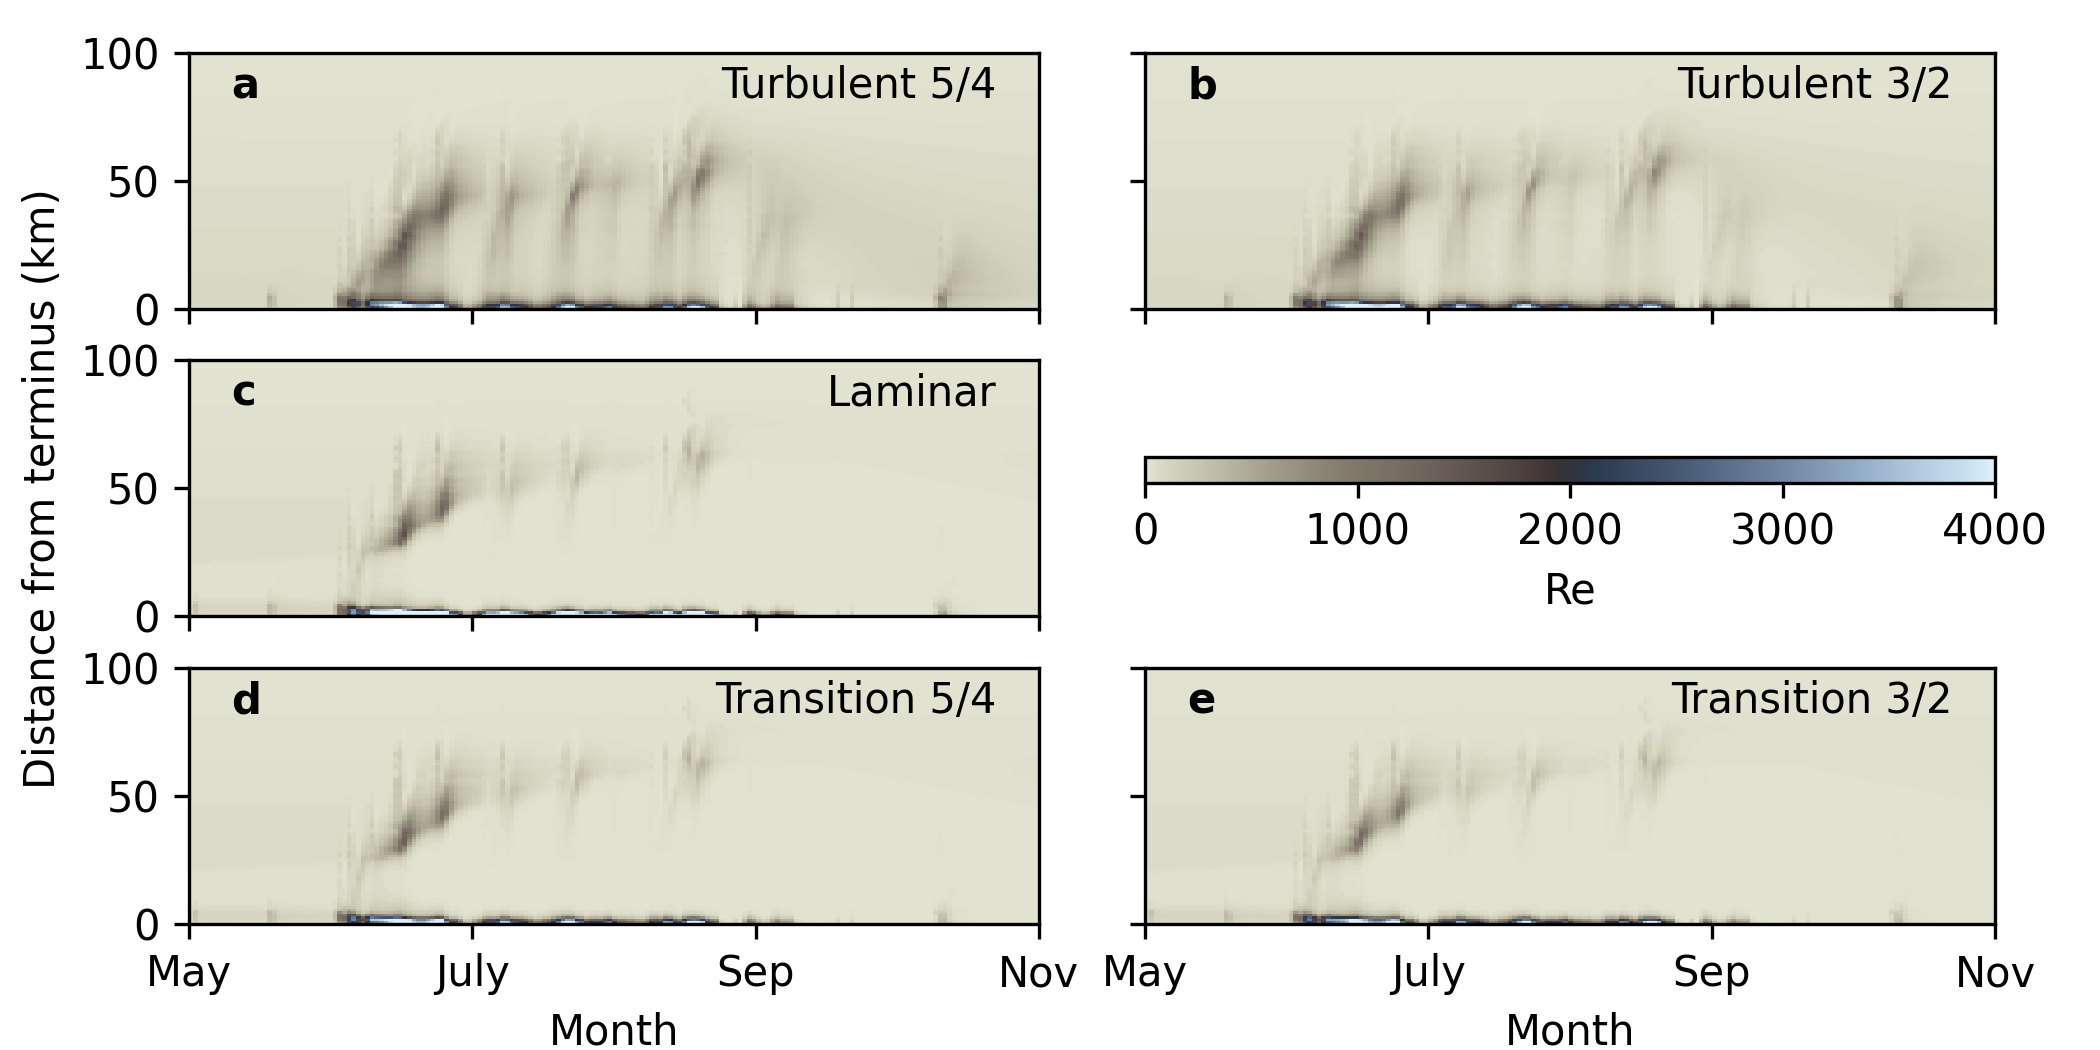 Distance from terminus (km)
100
50
0
a
Turbulent 5/4
b
Turbulent 3/2
100
50
0
c
Laminar
0 1000 2000 3000 4000
Re
100
50
0
d
Transition 5/4
e
Transition 3/2
May July Sep Nov
May July Sep Nov
Month
Month